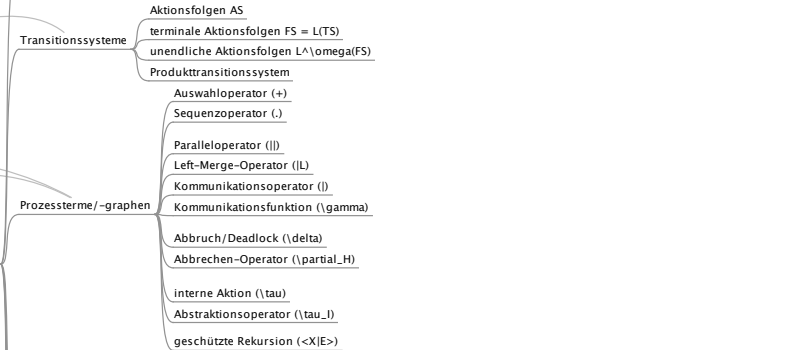 Transitionssysteme
Aktionsfolgen AS
terminale Aktionsfolgen FS = L(TS)
unendliche Aktionsfolgen L^\omega(FS)
Produkttransitionssystem
Prozessterme/-graphen
Auswahloperator (+)
Sequenzoperator (.)
Paralleloperator (||)
Left-Merge-Operator (|L)
Kommunikationsoperator (|)
Kommunikationsfunktion (\gamma)
Abbruch/Deadlock (\delta)
Abbrechen-Operator (\partial_H)
interne Aktion (\tau)
Abstraktionsoperator (\tau_I)
geschützte Rekursion (<X|E>)